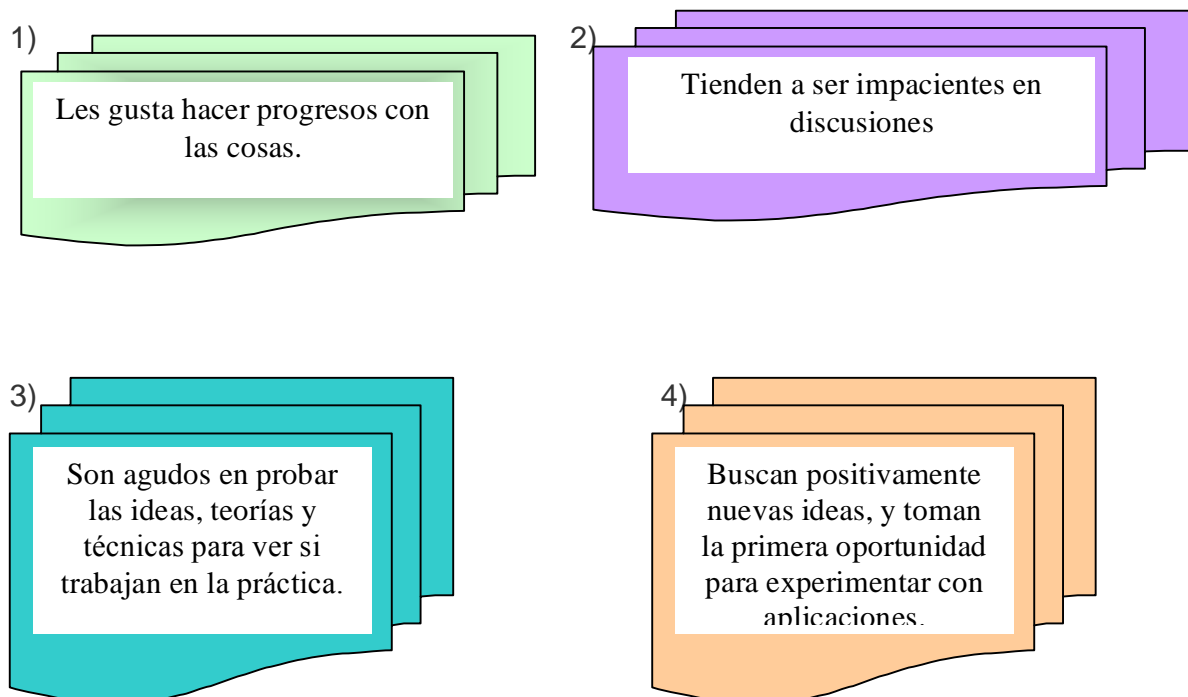 1)
Les gusta hacer progresos con
las cosas.
2)
Tienden a ser impacientes en
discusiones
3)
Son agudos en probar
las ideas, teorías y
técnicas para ver si
trabajan en la práctica.
4)
Buscan positivamente
nuevas ideas, y toman
la primera oportunidad
para experimentar con
aplicaciones.